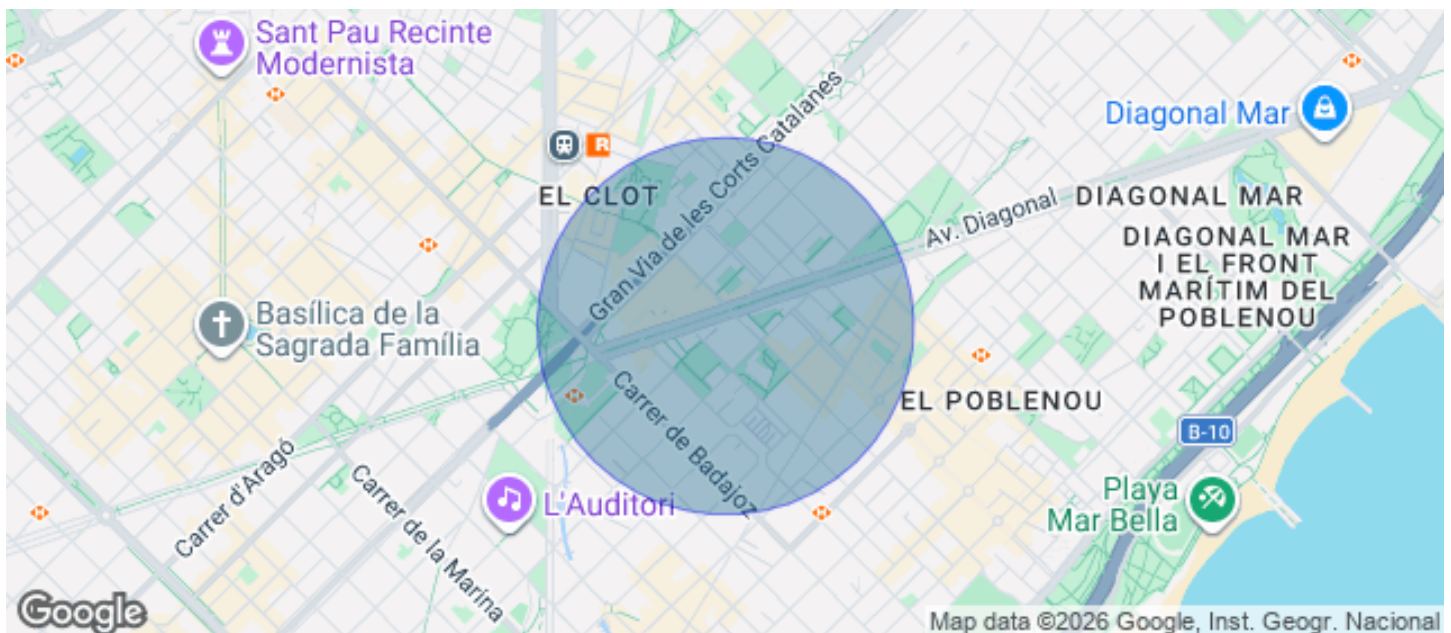 Sant Pau Recinte
Modernista
Diagonal Mar
R
EL CLOT
Gran Via de les Corts Catalanes
Av. Diagonal
DIAGONAL MAR
DIAGONAL MAR
I EL FRONT
MARÍTIM DEL
POBLENOU
Basílica de la
Sagrada Família
Carrer de Badajoz
EL POBLENOU
B-10
Carrer d'Aragó
Carrer de la Marina
L'Auditori
Playa
Mar Bella
Google
Map data ©2026 Google, Inst. Geogr. Nacional